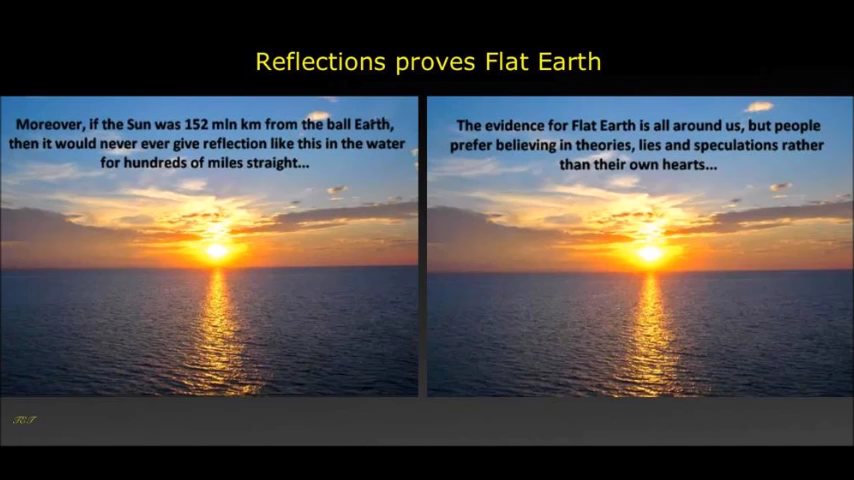 Reflections proves Flat Earth
Moreover, if the Sun was 152 mln km from the ball Earth,
then it would never ever give reflection like this in the water
for hundreds of miles straight...
The evidence for Flat Earth is all around us, but people
prefer believing in theories, lies and speculations rather
than their own hearts...